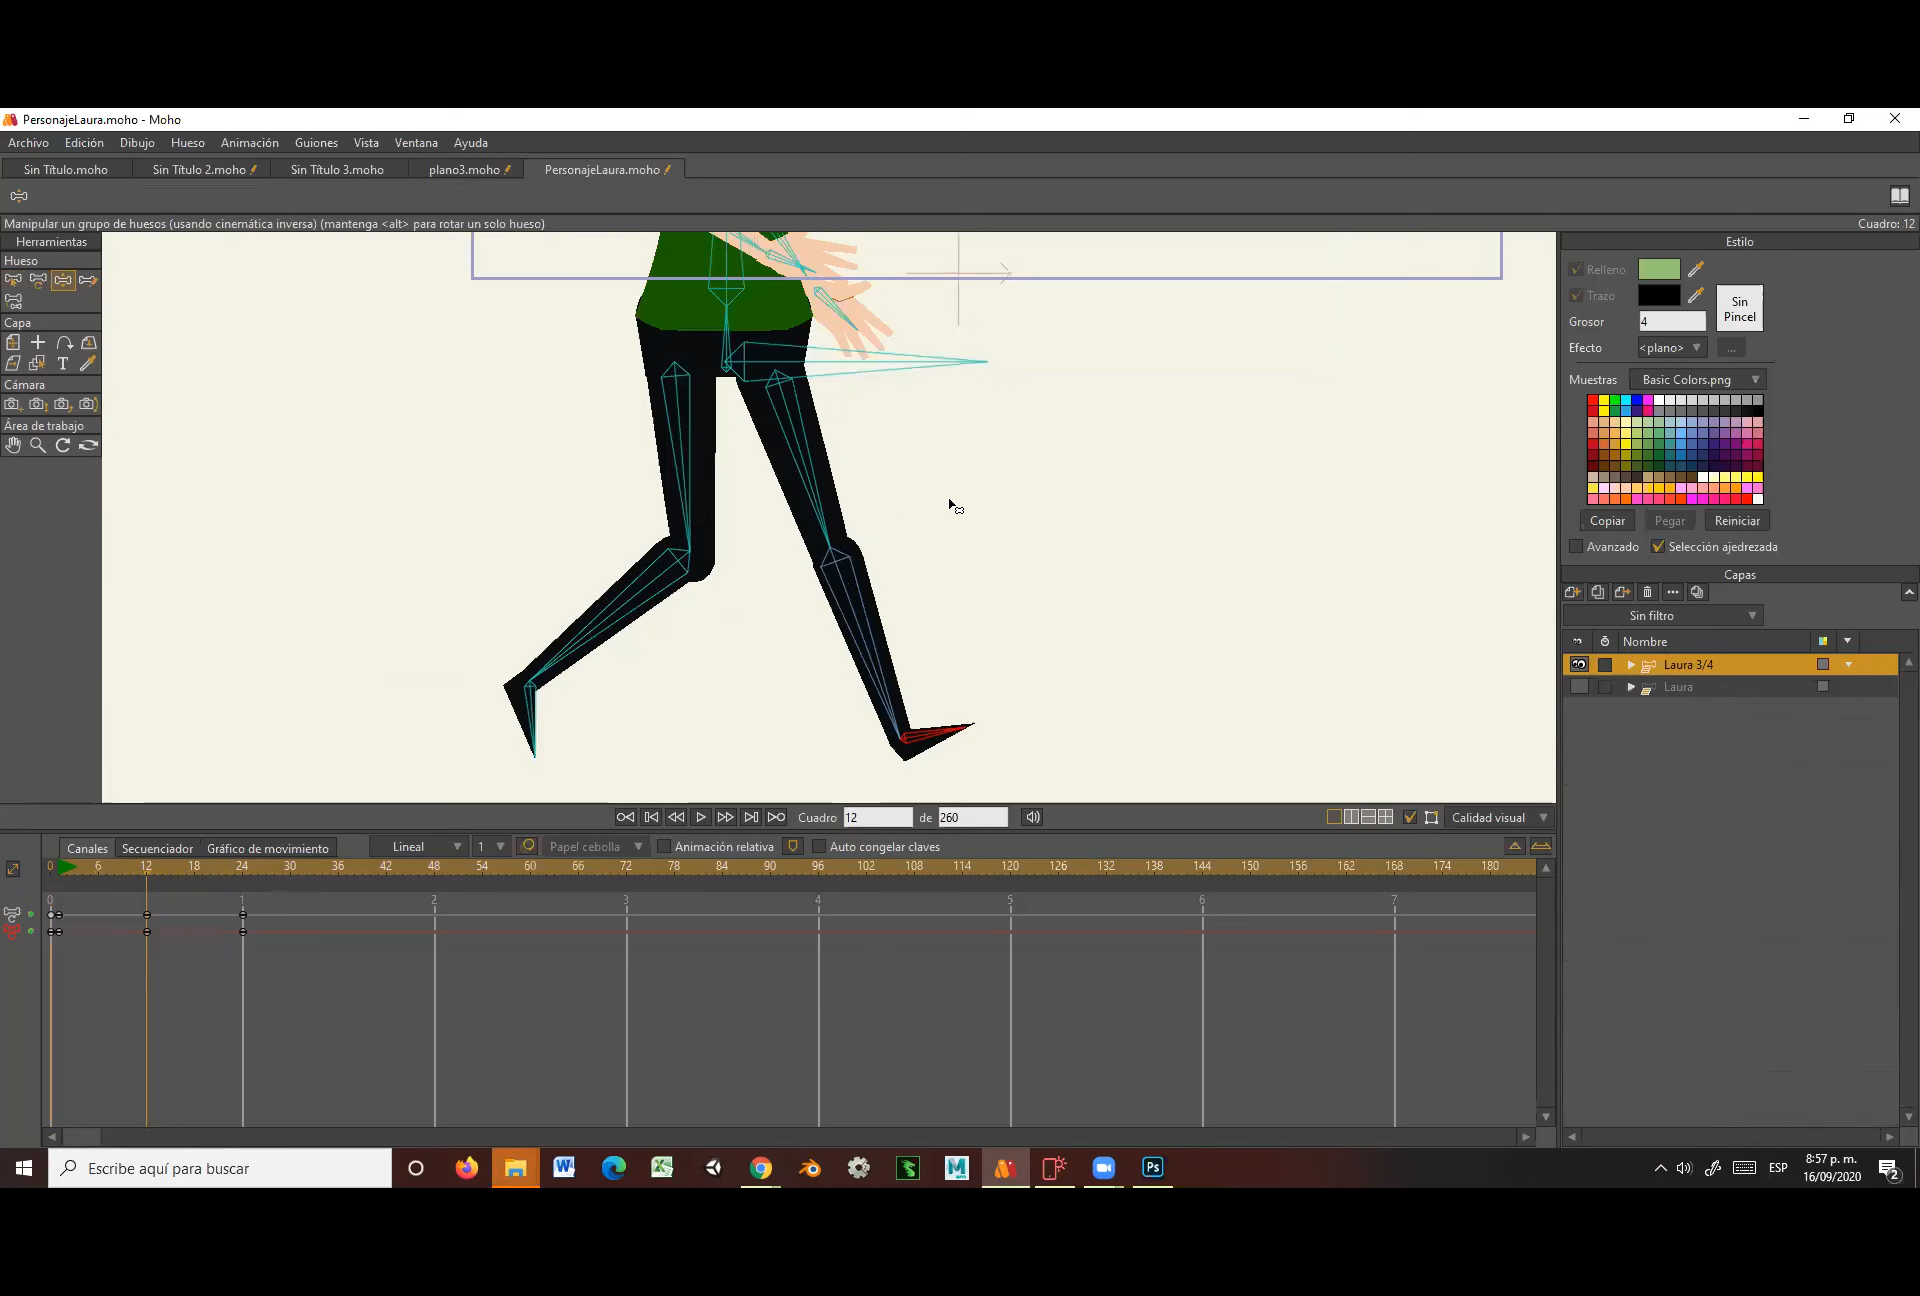 PersonajeLaura.moho - Moho
Archivo Edición Dibujo Hueso Animación Guiones Vista Ventana Ayuda
Sin Título.moho Sin Título 2.moho Sin Título 3.moho plano3.moho PersonajeLaura.moho
Manipular un grupo de huesos (usando cinemática inversa) (mantenga <alt> para rotar un solo hueso) Cuadro: 12
Herramientas
Hueso
Capa
Cámara
Área de trabajo
Estilo
Relleno
Trazo
Sin
Pincel
Grosor 4
Efecto <plano> ...
Muestras Basic Colors.png
Copiar Pegar Reiniciar
Avanzado Selección ajedrezada
Capas
Sin filtro
Nombre
Laura 3/4
Laura
Cuadro 12 de 260 Calidad visual
Canales Secuenciador Gráfico de movimiento Lineal 1 Papel cebolla Animación relativa Auto congelar claves
0 6 12 18 24 30 36 42 48 54 60 66 72 78 84 90 96 102 108 114 120 126 132 138 144 150 156 162 168 174 180
0 1 2 3 4 5 6 7
Escribe aquí para buscar
ESP
8:57 p. m.
16/09/2020
2
Ps